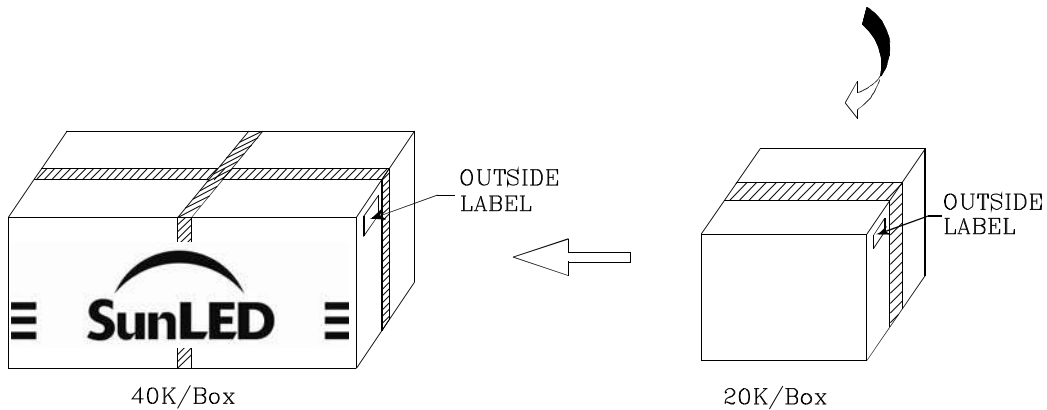 OUTSIDE
LABEL
SunLED
40K/Box
OUTSIDE
LABEL
20K/Box